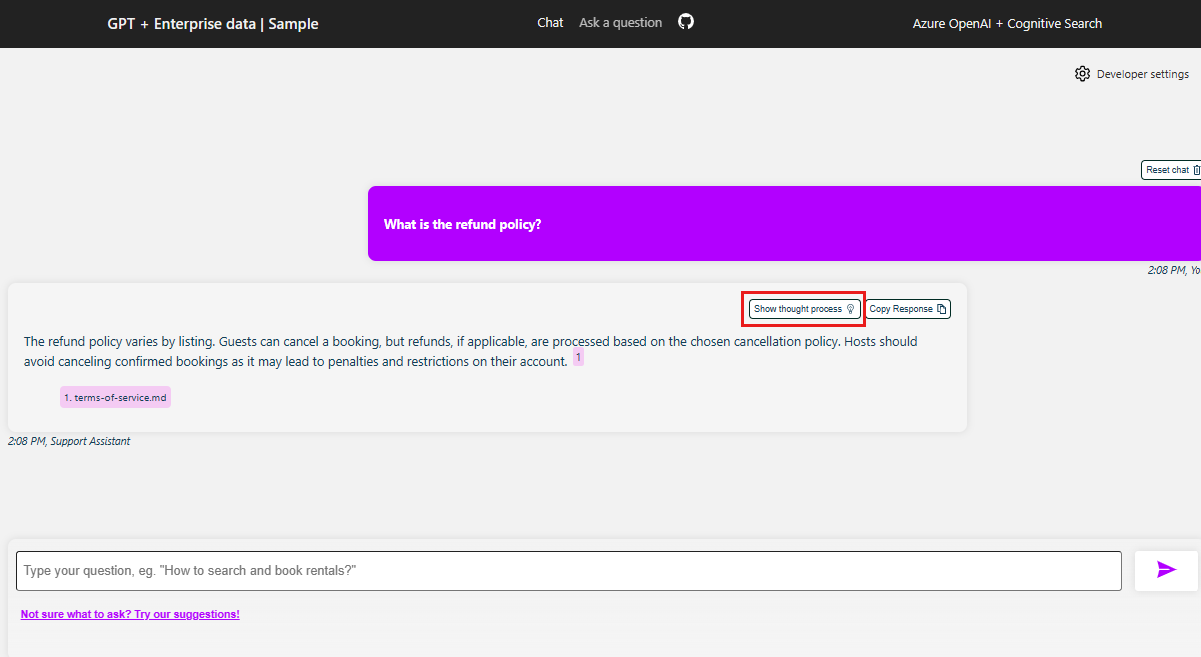 GPT + Enterprise data | Sample
Chat
Ask a question
Azure OpenAI + Cognitive Search
Developer settings
Reset chat
What is the refund policy?
2:08 PM, Yo
Show thought process
Copy Response
The refund policy varies by listing. Guests can cancel a booking, but refunds, if applicable, are processed based on the chosen cancellation policy. Hosts should
avoid canceling confirmed bookings as it may lead to penalties and restrictions on their account. 1
1. terms-of-service.md
2:08 PM, Support Assistant
Type your question, eg. "How to search and book rentals?"
Not sure what to ask? Try our suggestions!